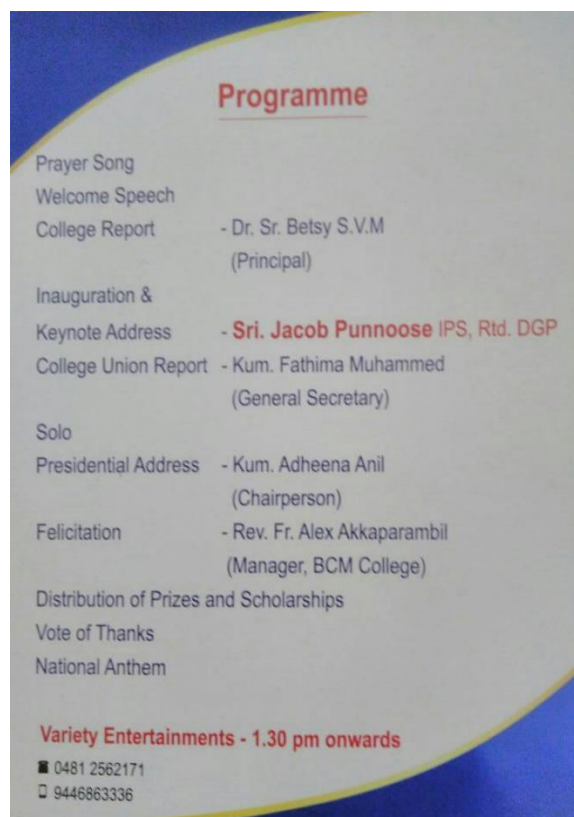 Programme
Prayer Song
Welcome Speech
College Report - Dr. Sr. Betsy S.V.M
(Principal)
Inauguration &
Keynote Address - Sri. Jacob Punnoose IPS, Rtd. DGP
College Union Report - Kum. Fathima Muhammed
(General Secretary)
Solo
Presidential Address - Kum. Adheena Anil
(Chairperson)
Felicitation - Rev. Fr. Alex Akkaparambil
(Manager, BCM College)
Distribution of Prizes and Scholarships
Vote of Thanks
National Anthem
Variety Entertainments - 1.30 pm onwards
0481 2562171
9446863336